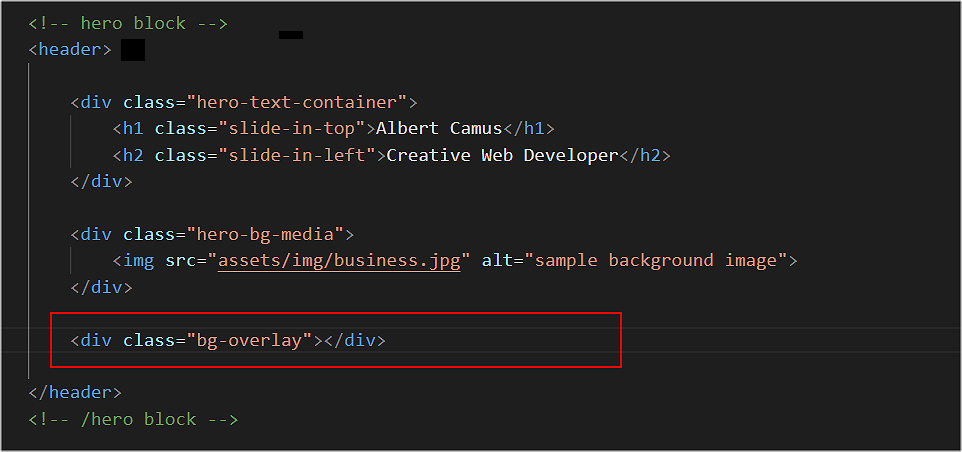 <!-- hero block -->
<header>
<div class="hero-text-container">
<h1 class="slide-in-top">Albert Camus</h1>
<h2 class="slide-in-left">Creative Web Developer</h2>
</div>
<div class="hero-bg-media">
<img src="assets/img/business.jpg" alt="sample background image">
</div>
<div class="bg-overlay"></div>
</header>
<!-- /hero block -->